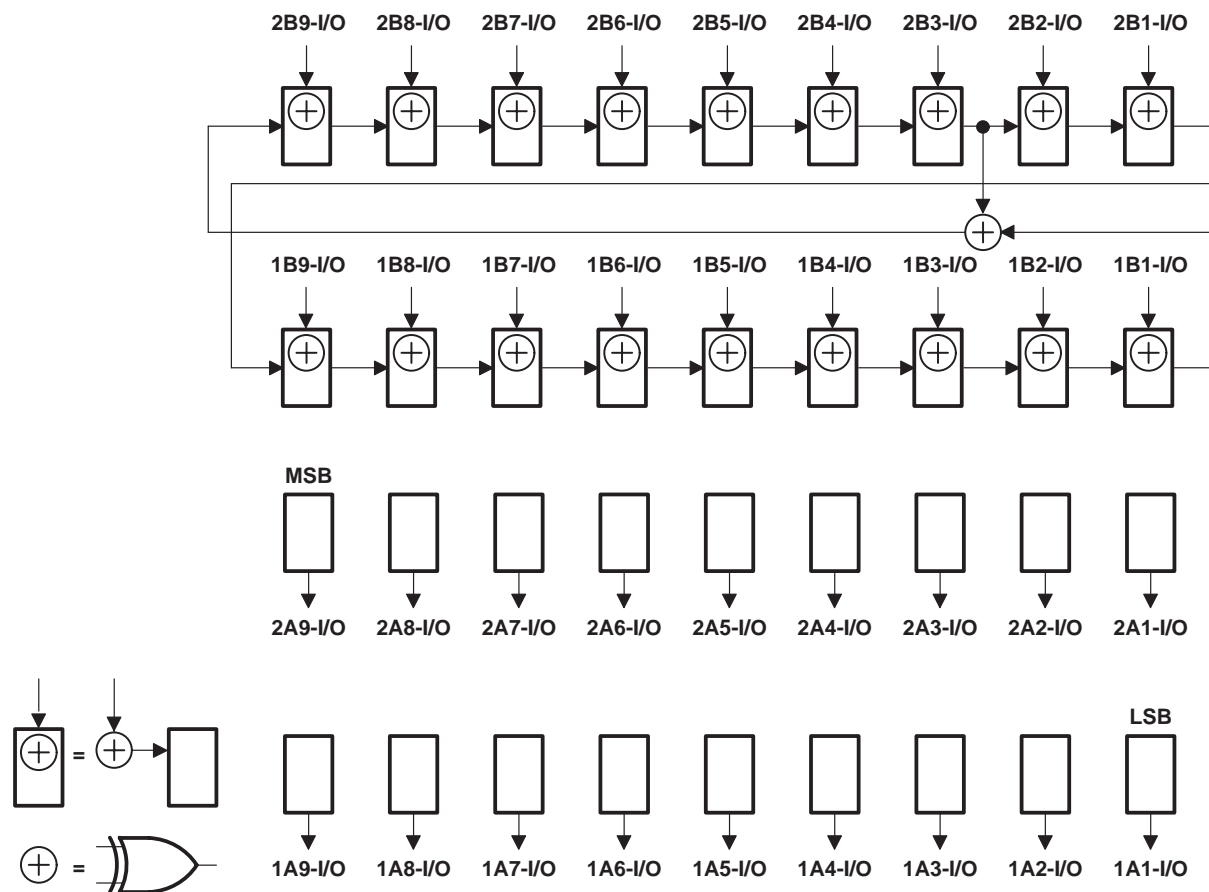 2B9-I/O 2B8-I/O 2B7-I/O 2B6-I/O 2B5-I/O 2B4-I/O 2B3-I/O 2B2-I/O 2B1-I/O
1B9-I/O 1B8-I/O 1B7-I/O 1B6-I/O 1B5-I/O 1B4-I/O 1B3-I/O 1B2-I/O 1B1-I/O
MSB
2A9-I/O 2A8-I/O 2A7-I/O 2A6-I/O 2A5-I/O 2A4-I/O 2A3-I/O 2A2-I/O 2A1-I/O
LSB
=
=
1A9-I/O 1A8-I/O 1A7-I/O 1A6-I/O 1A5-I/O 1A4-I/O 1A3-I/O 1A2-I/O 1A1-I/O